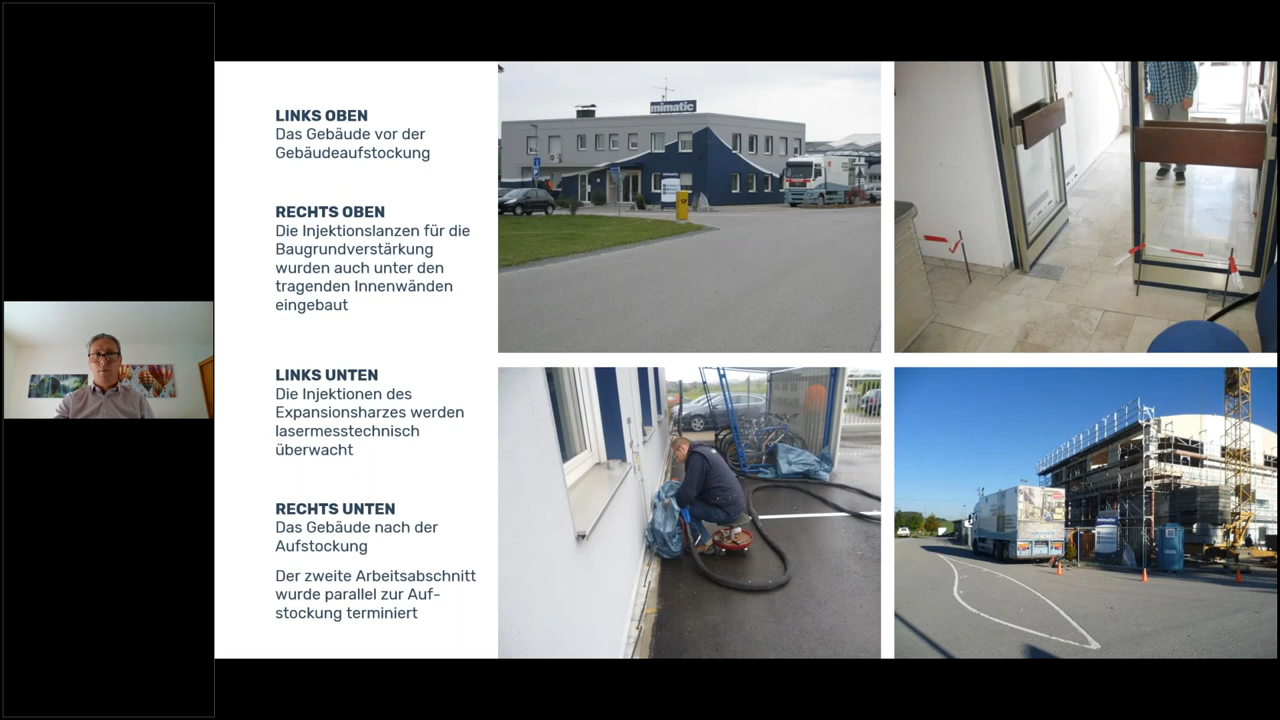 LINKS OBEN
Das Gebäude vor der
Gebäudeaufstockung
RECHTS OBEN
Die Injektionslanzen für die
Baugrundverstärkung
wurden auch unter den
tragenden Innenwänden
eingebaut
LINKS UNTEN
Die Injektionen des
Expansionsharzes werden
lasermesstechnisch
überwacht
RECHTS UNTEN
Das Gebäude nach der
Aufstockung
Der zweite Arbeitsabschnitt
wurde parallel zur Auf-
stockung terminiert
mimatic